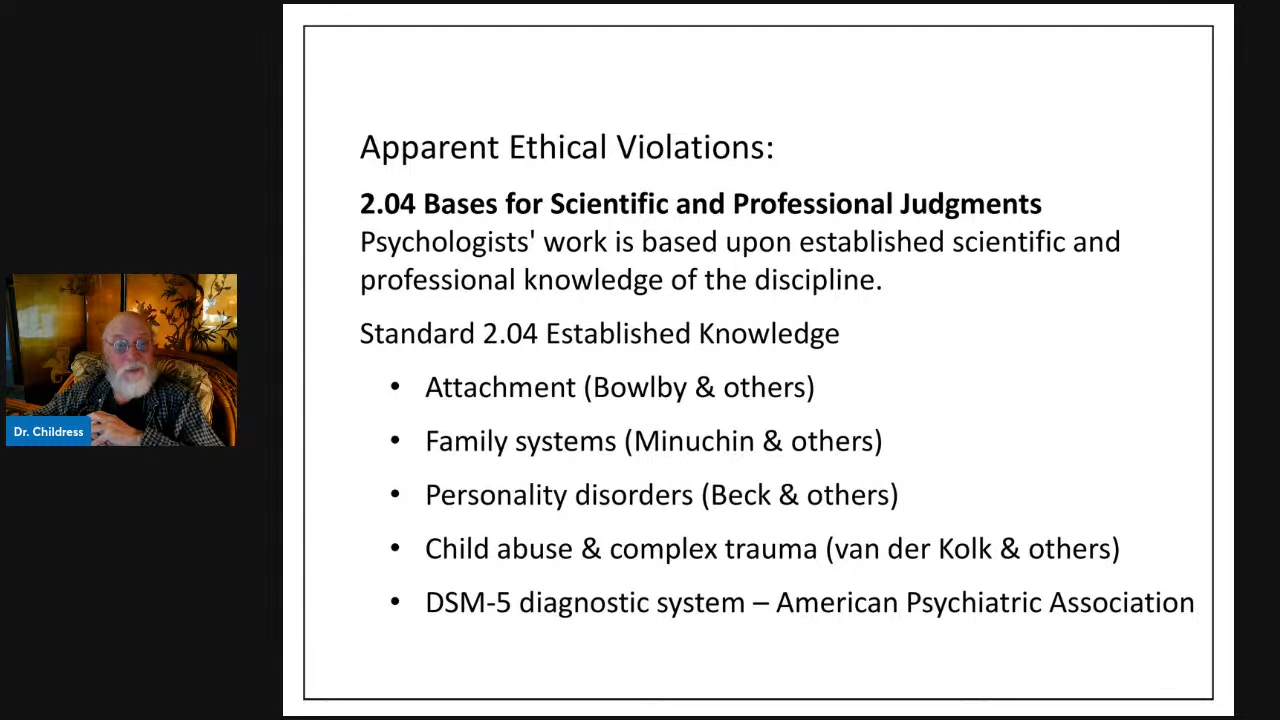 Apparent Ethical Violations:
2.04 Bases for Scientific and Professional Judgments
Psychologists' work is based upon established scientific and
professional knowledge of the discipline.
Standard 2.04 Established Knowledge
• Attachment (Bowlby & others)
• Family systems (Minuchin & others)
• Personality disorders (Beck & others)
• Child abuse & complex trauma (van der Kolk & others)
• DSM-5 diagnostic system – American Psychiatric Association
Dr. Childress